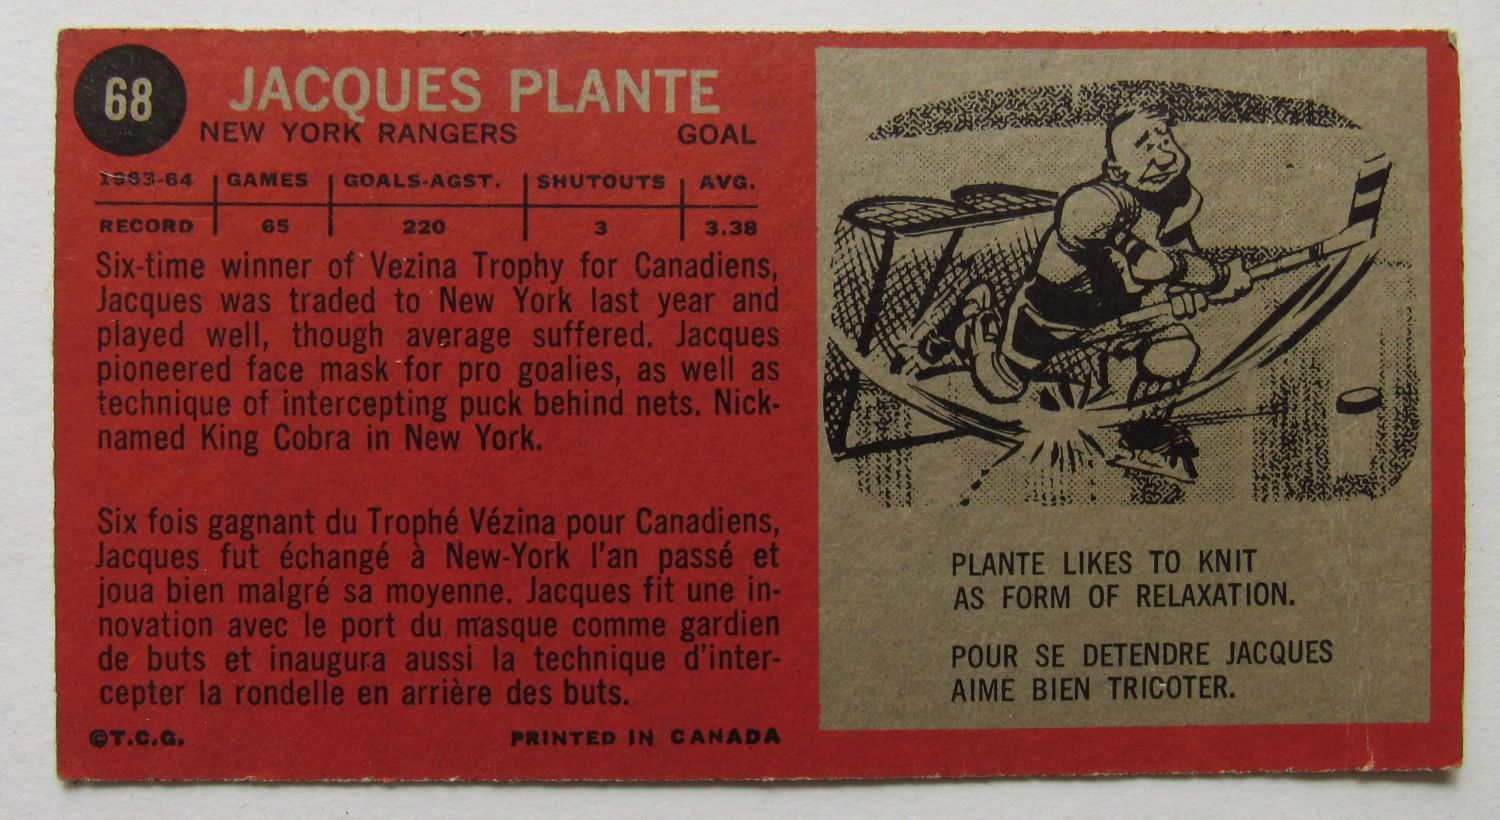 68
JACQUES PLANTE
NEW YORK RANGERS GOAL
1963-64 GAMES GOALS-AGST. SHUTOUTS AVG.
RECORD 65 220 3 3.38
Six-time winner of Vezina Trophy for Canadiens,
Jacques was traded to New York last year and
played well, though average suffered. Jacques
pioneered face mask for pro goalies, as well as
technique of intercepting puck behind nets. Nick-
named King Cobra in New York.
Six fois gagnant du Trophé Vézina pour Canadiens,
Jacques fut échangé à New-York l'an passé et
joua bien malgré sa moyenne. Jacques fit une in-
novation avec le port du masque comme gardien
de buts et inaugura aussi la technique d'inter-
cepter la rondelle en arrière des buts.
©T.C.G. PRINTED IN CANADA
PLANTE LIKES TO KNIT
AS FORM OF RELAXATION.
POUR SE DETENDRE JACQUES
AIME BIEN TRICOTER.